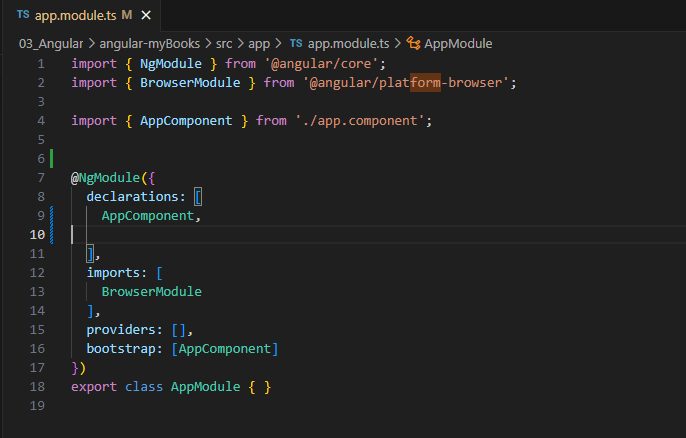 TS app.module.ts M ×
03_Angular > angular-myBooks > src > app > TS app.module.ts > AppModule
1 import { NgModule } from '@angular/core';
2 import { BrowserModule } from '@angular/platform-browser';
3
4 import { AppComponent } from './app.component';
5
6
7 @NgModule({
8   declarations: [
9     AppComponent,
10
11   ],
12   imports: [
13     BrowserModule
14   ],
15   providers: [],
16   bootstrap: [AppComponent]
17 })
18 export class AppModule { }
19